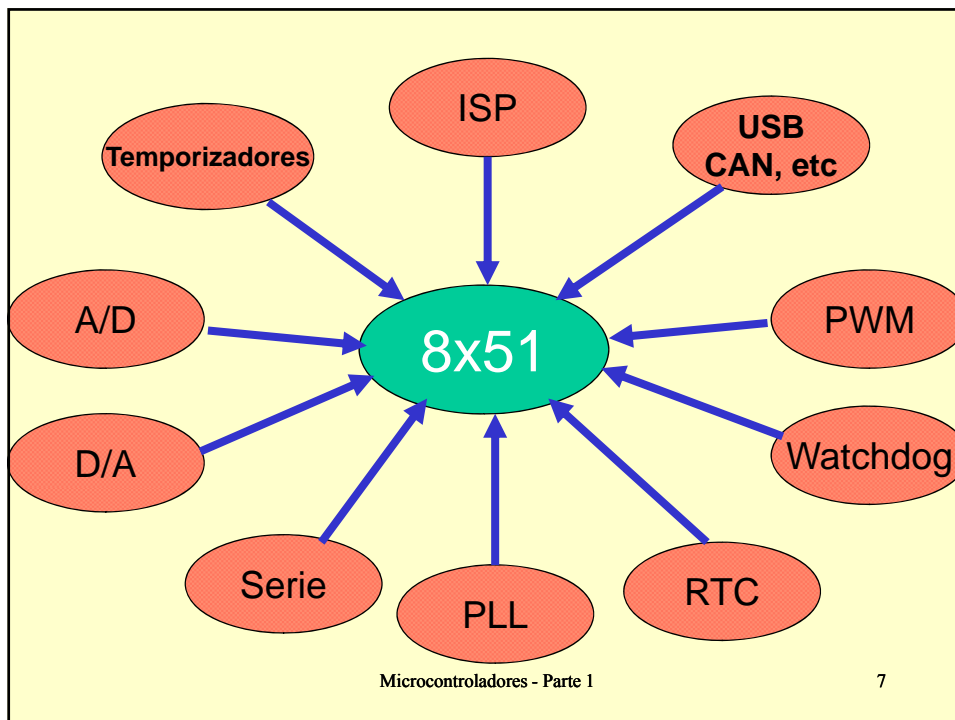 ISP
USB
CAN, etc
Temporizadores
A/D
8x51
PWM
D/A
Watchdog
Serie
PLL
RTC
Microcontroladores - Parte 1
7